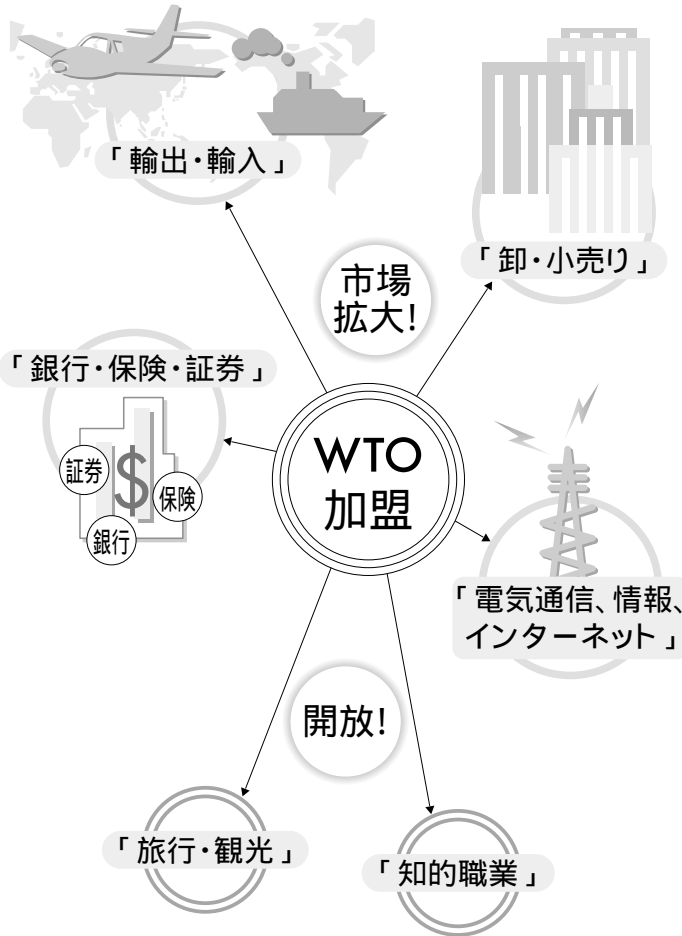 「輸出・輸入」
「卸・小売り」
市場
拡大!
「銀行・保険・証券」
証券
$
保険
銀行
WTO
加盟
「電気通信、情報、
インターネット」
開放!
「旅行・観光」
「知的職業」